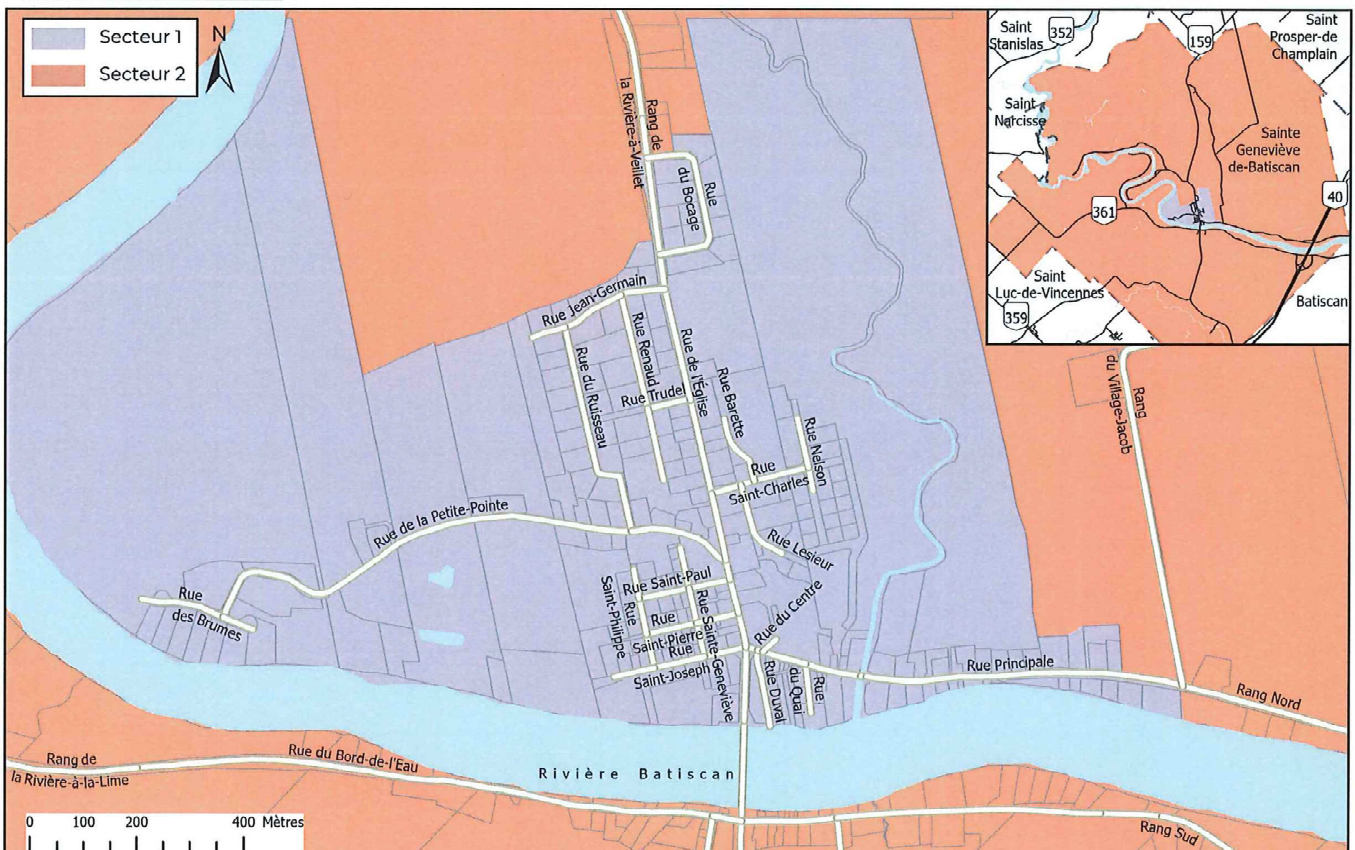 Secteur 1
Secteur 2
N
Saint
Stanislas
352
159
Saint
Prosper-de
Champlain
Saint
Narcisse
Sainte
Geneviève
de-Batiscan
40
361
Saint
Luc-de-Vincennes
359
Batiscan
Rang de
la Rivière-à-Veillet
Rue
du Bocage
Rue Jean-Germain
Rue Renaud
Rue de l'Église
Rue du Ruisseau
Rue Trudel
Rue Barette
Rue Nelson
Rue
Saint-Charles
Rang
du Village-Jacob
Rue de la Petite-Pointe
Rue Lesieur
Rue
des Brumes
Rue Saint-Paul
Rue
Saint-Philippe
Rue
Saint-Pierre
Rue Sainte-Geneviève
Rue
Saint-Joseph
Rue du Centre
Rue Duval
Rue
du Quai
Rue Principale
Rang Nord
Rang de
la Rivière-à-la-Lime
Rue du Bord-de-l'Eau
Rivière Batiscan
Rang Sud
0 100 200 400 Mètres